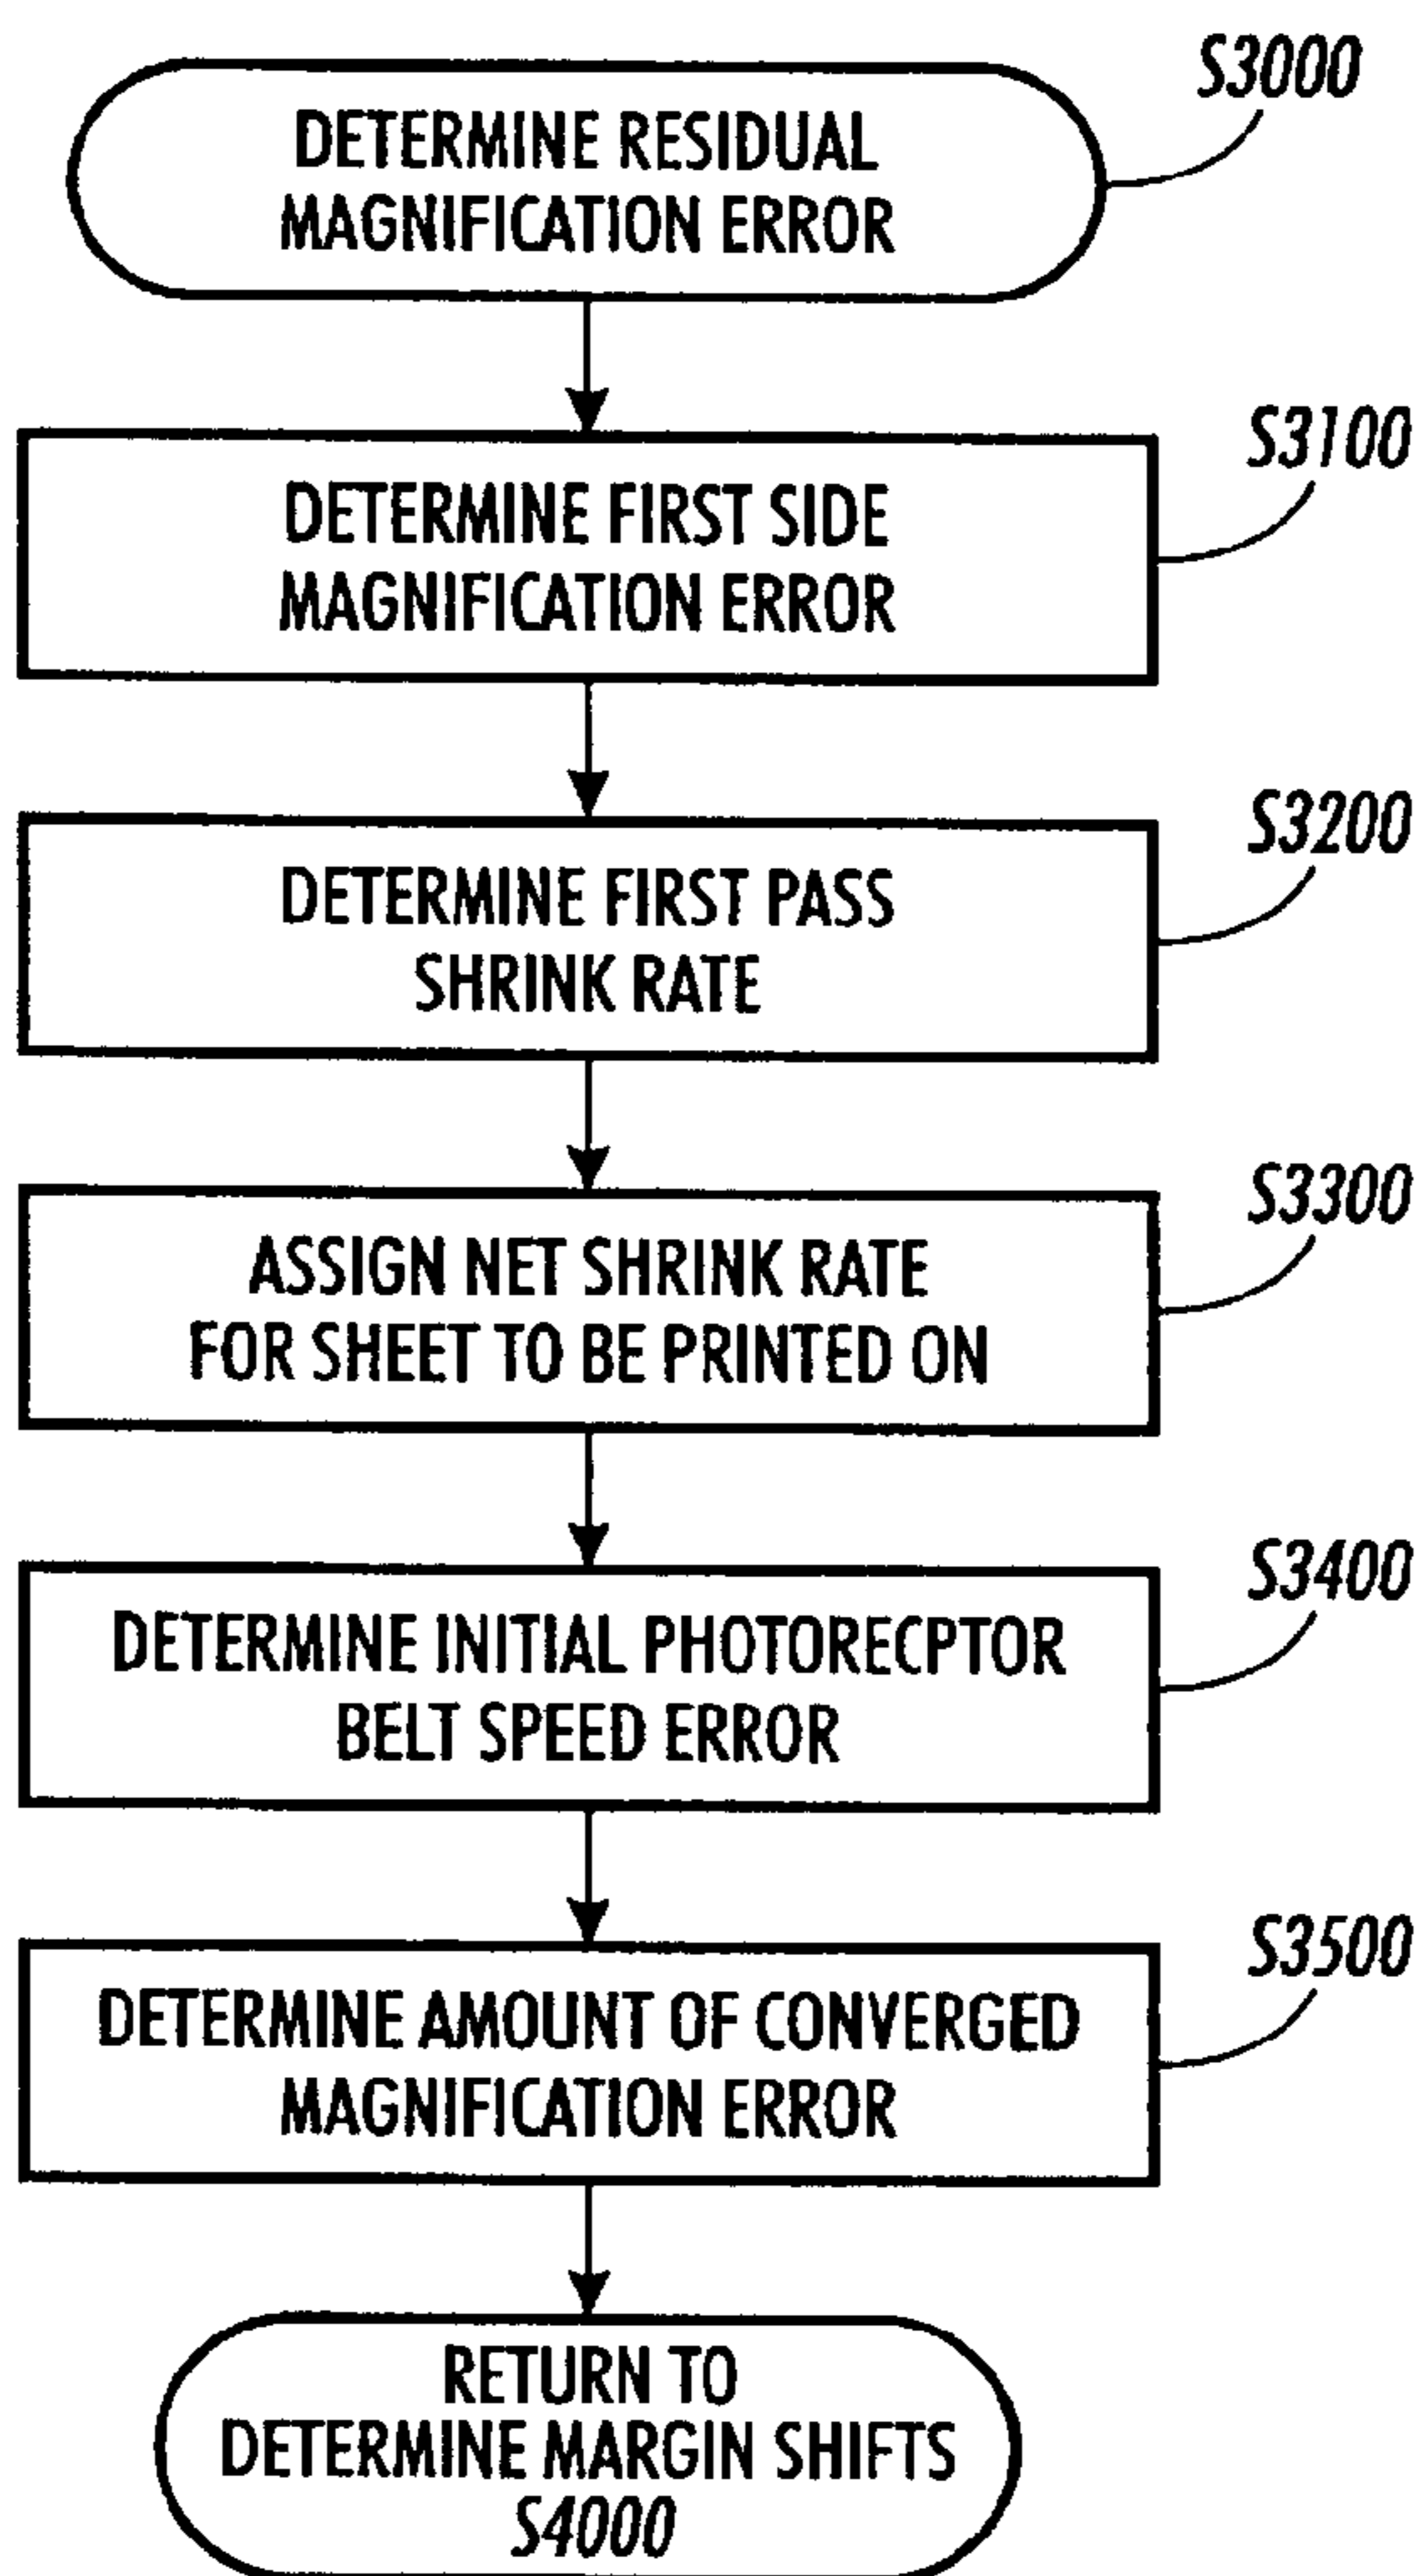 S3000
DETERMINE RESIDUAL
MAGNIFICATION ERROR
S3100
DETERMINE FIRST SIDE
MAGNIFICATION ERROR
S3200
DETERMINE FIRST PASS
SHRINK RATE
S3300
ASSIGN NET SHRINK RATE
FOR SHEET TO BE PRINTED ON
S3400
DETERMINE INITIAL PHOTORECPTOR
BELT SPEED ERROR
S3500
DETERMINE AMOUNT OF CONVERGED
MAGNIFICATION ERROR
RETURN TO
DETERMINE MARGIN SHIFTS
S4000